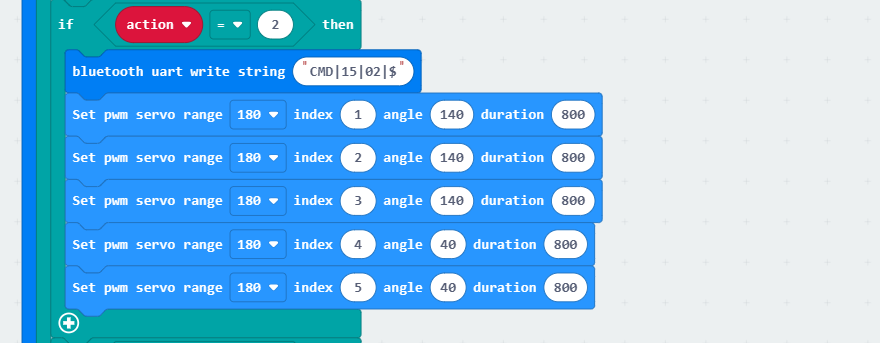 if action = 2 then
bluetooth uart write string "CMD|15|02|$"
Set pwm servo range 180 index 1 angle 140 duration 800
Set pwm servo range 180 index 2 angle 140 duration 800
Set pwm servo range 180 index 3 angle 140 duration 800
Set pwm servo range 180 index 4 angle 40 duration 800
Set pwm servo range 180 index 5 angle 40 duration 800